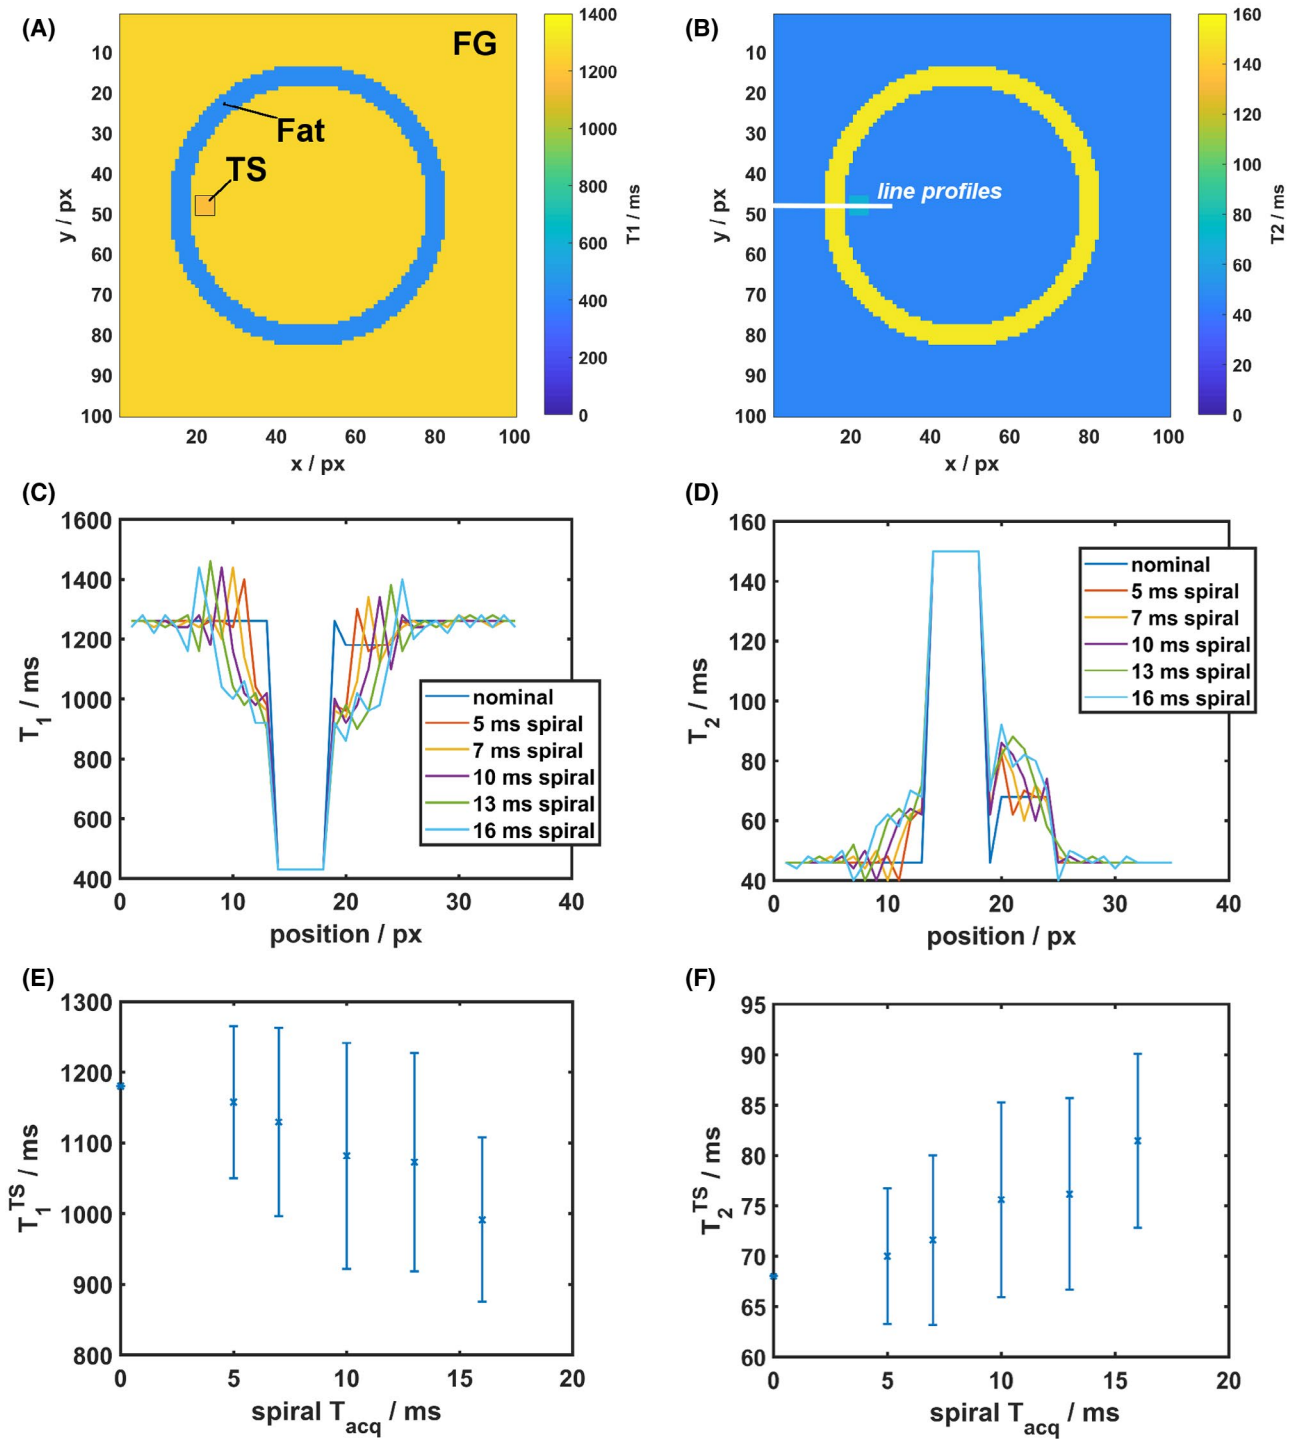 (A)
FG
Fat
TS
10
20
30
40
50
60
70
80
90
100
y / px
20 40 60 80 100
x / px
1400
1200
1000
800
600
400
200
0
T1 / ms
(B)
line profiles
10
20
30
40
50
60
70
80
90
100
y / px
20 40 60 80 100
x / px
160
140
120
100
80
60
40
20
0
T2 / ms
(C)
1600
1400
1200
1000
800
600
400
T1 / ms
nominal
5 ms spiral
7 ms spiral
10 ms spiral
13 ms spiral
16 ms spiral
0 10 20 30 40
position / px
(D)
160
140
120
100
80
60
40
T2 / ms
nominal
5 ms spiral
7 ms spiral
10 ms spiral
13 ms spiral
16 ms spiral
0 10 20 30 40
position / px
(E)
1300
1200
1100
1000
900
800
T1TS / ms
0 5 10 15 20
spiral Tacq / ms
(F)
95
90
85
80
75
70
65
60
T2TS / ms
0 5 10 15 20
spiral Tacq / ms